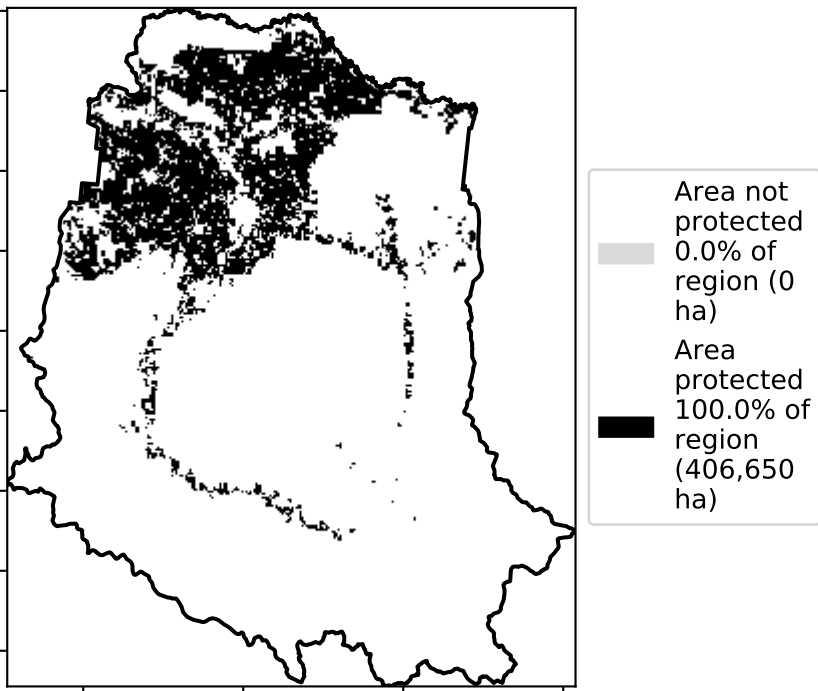 Area not
protected
0.0% of
region (0
ha)
Area
protected
100.0% of
region
(406,650
ha)